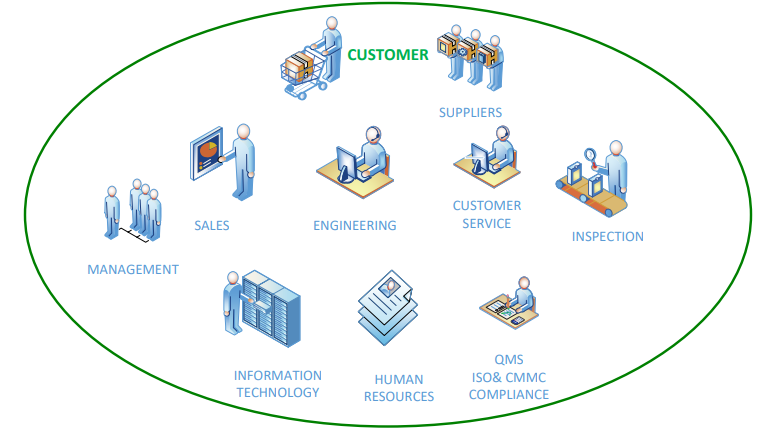 CUSTOMER
SUPPLIERS
SALES
ENGINEERING
CUSTOMER
SERVICE
INSPECTION
MANAGEMENT
INFORMATION
TECHNOLOGY
HUMAN
RESOURCES
QMS
ISO& CMMC
COMPLIANCE